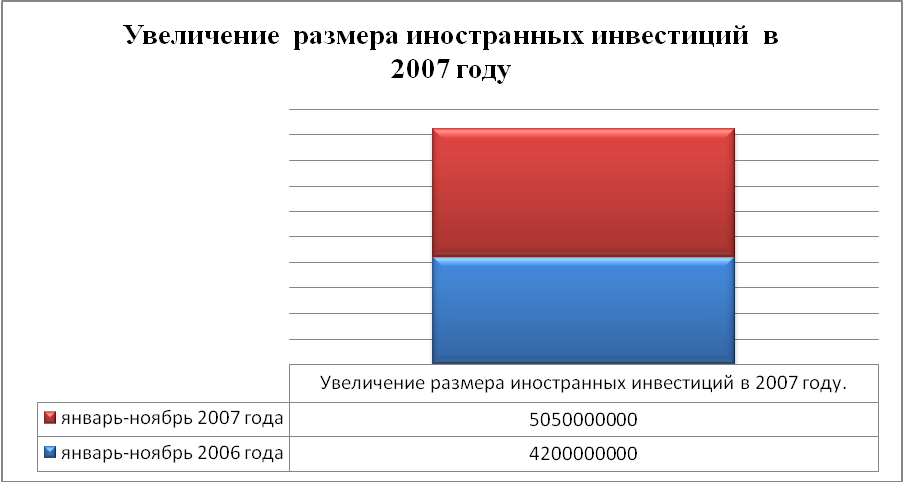 Увеличение размера иностранных инвестиций в
2007 году
Увеличение размера иностранных инвестиций в 2007 году.
январь-ноябрь 2007 года 5050000000
январь-ноябрь 2006 года 4200000000